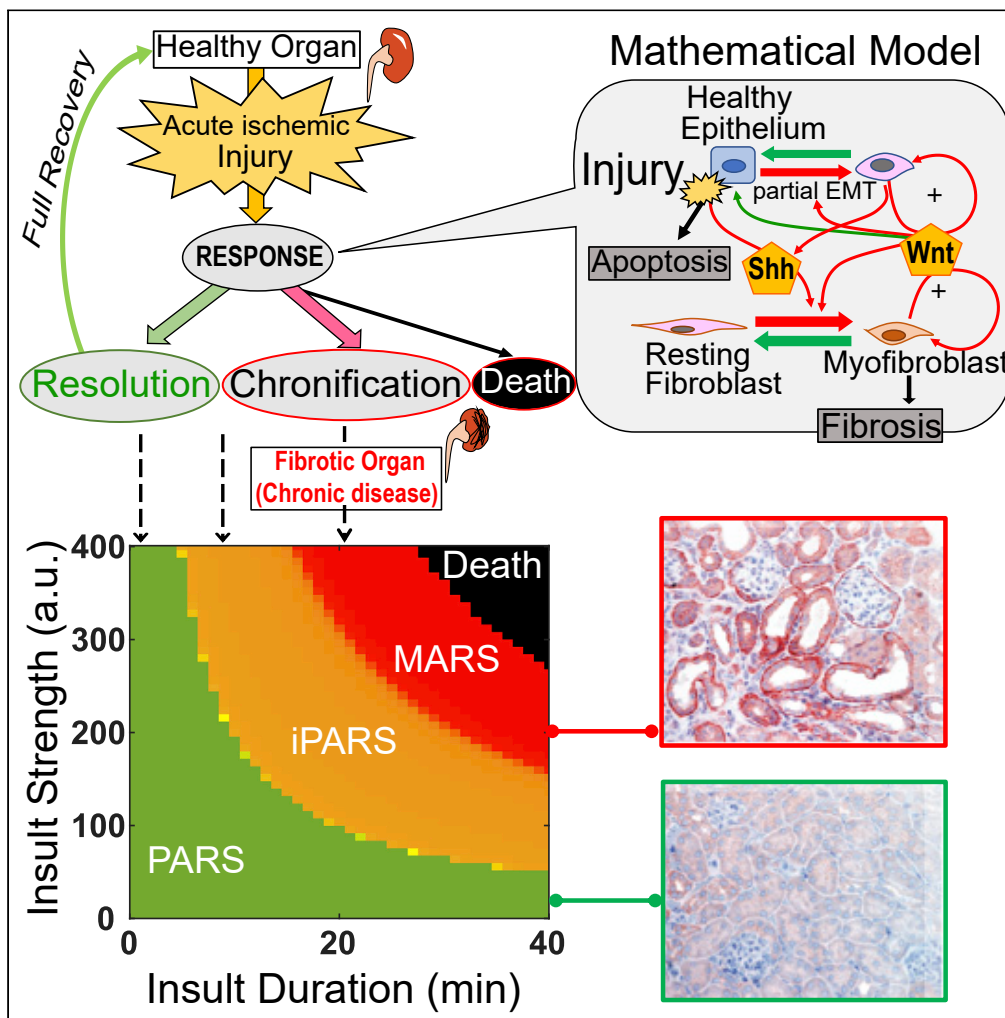 Healthy Organ
Full Recovery
Acute ischemic
Injury
RESPONSE
Resolution
Chronification
Death
Fibrotic Organ
(Chronic disease)
Mathematical Model
Healthy
Epithelium
Injury
partial EMT
+
Apoptosis
Shh
Wnt
+
Resting
Fibroblast
Myofibroblast
Fibrosis
Insult Strength (a.u.)
400
300
200
100
0
Death
MARS
iPARS
PARS
0
20
40
Insult Duration (min)